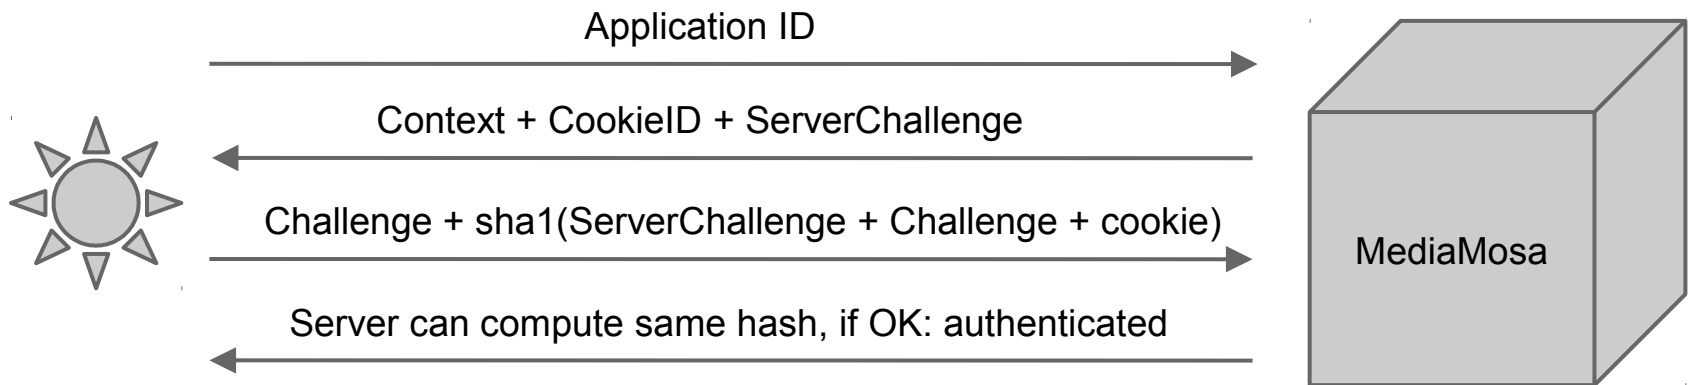 Application ID
Context + CookieID + ServerChallenge
Challenge + sha1(ServerChallenge + Challenge + cookie)
MediaMosa
Server can compute same hash, if OK: authenticated